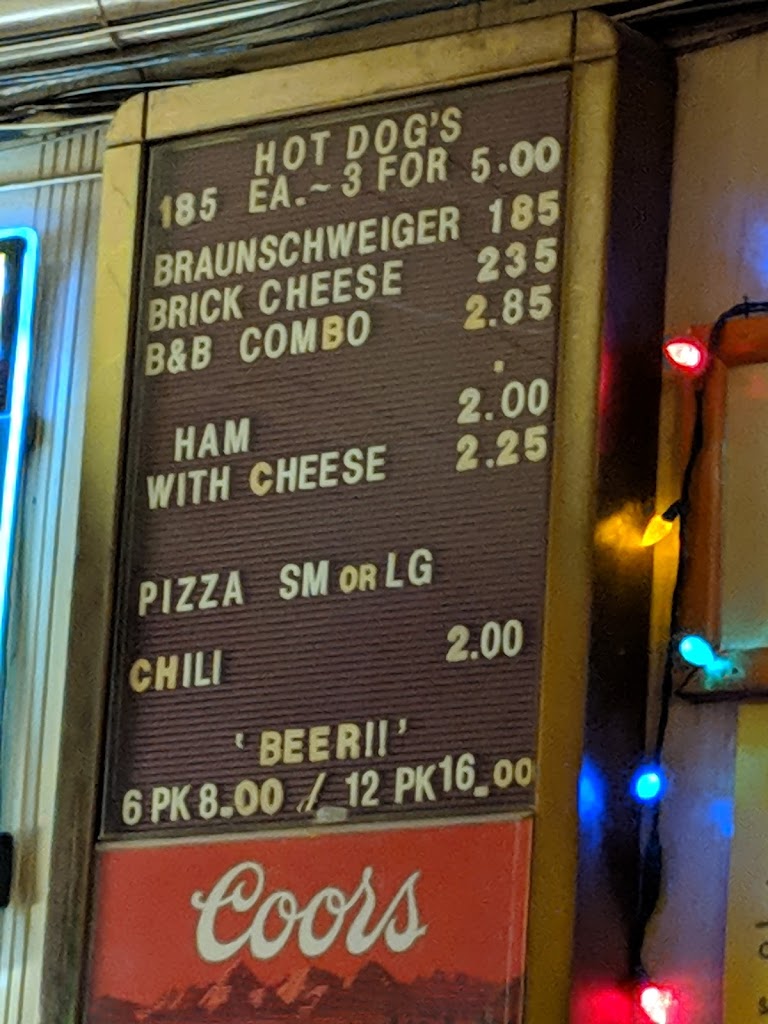 HOT DOG'S
185 EA.~ 3 FOR 5.00
BRAUNSCHWEIGER 185
BRICK CHEESE 235
B&B COMBO 2.85
HAM 2.00
WITH CHEESE 2.25
PIZZA SM OR LG
CHILI 2.00
'BEER!!'
6 PK 8.00 / 12 PK 16.00
Coors